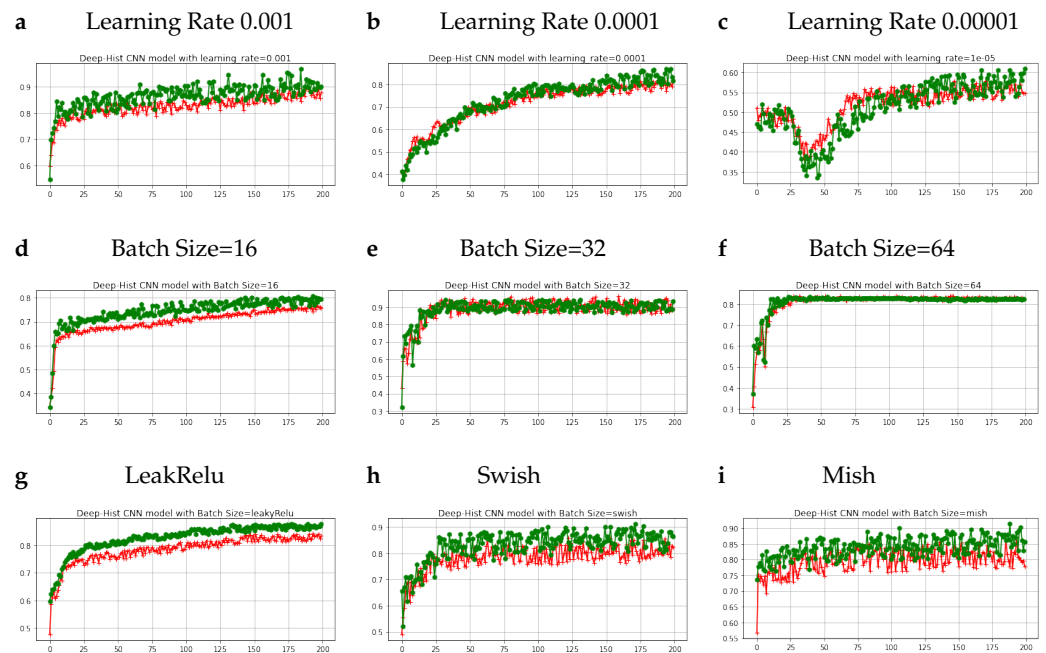 a Learning Rate 0.001
b Learning Rate 0.0001
c Learning Rate 0.00001
Deep-Hist CNN model with learning_rate=0.001
0.9
0.8
0.7
0.6
0 25 50 75 100 125 150 175 200
Deep-Hist CNN model with learning_rate=0.0001
0.8
0.7
0.6
0.5
0.4
0 25 50 75 100 125 150 175 200
Deep-Hist CNN model with learning_rate=1e-05
0.60
0.55
0.50
0.45
0.40
0.35
0 25 50 75 100 125 150 175 200
d Batch Size=16
e Batch Size=32
f Batch Size=64
Deep-Hist CNN model with Batch Size=16
0.8
0.7
0.6
0.5
0.4
0 25 50 75 100 125 150 175 200
Deep-Hist CNN model with Batch Size=32
0.9
0.8
0.7
0.6
0.5
0.4
0.3
0 25 50 75 100 125 150 175 200
Deep-Hist CNN model with Batch Size=64
0.8
0.7
0.6
0.5
0.4
0.3
0 25 50 75 100 125 150 175 200
g LeakRelu
h Swish
i Mish
Deep-Hist CNN model with Batch Size=leakyRelu
0.8
0.7
0.6
0.5
0 25 50 75 100 125 150 175 200
Deep-Hist CNN model with Batch Size=swish
0.9
0.8
0.7
0.6
0.5
0 25 50 75 100 125 150 175 200
Deep-Hist CNN model with Batch Size=mish
0.90
0.85
0.80
0.75
0.70
0.65
0.60
0.55
0 25 50 75 100 125 150 175 200